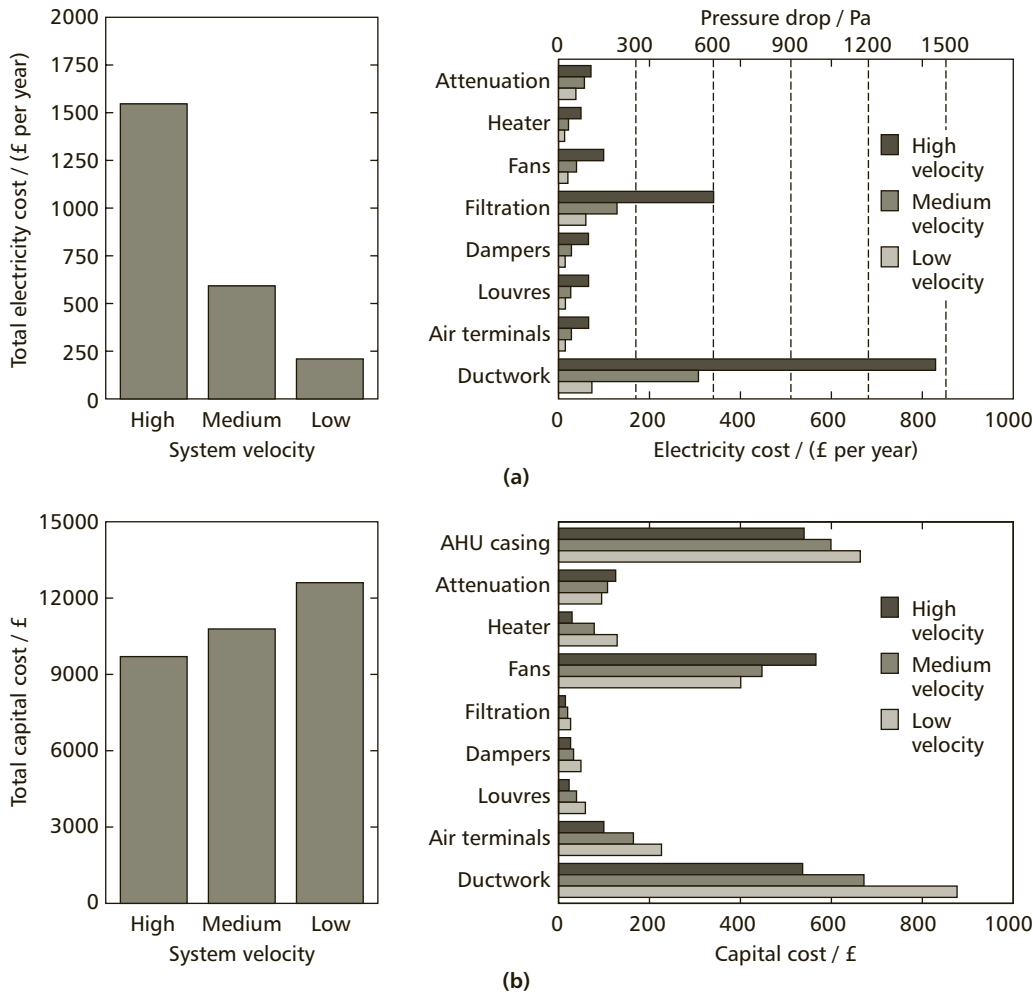 2000
1750
1500
1250
1000
750
500
250
0
Total electricity cost / (£ per year)
High Medium Low
System velocity
Pressure drop / Pa
0 300 600 900 1200 1500
Attenuation
Heater
Fans
Filtration
Dampers
Louvres
Air terminals
Ductwork
High
velocity
Medium
velocity
Low
velocity
0 200 400 600 800 1000
Electricity cost / (£ per year)
(a)
15000
12000
9000
6000
3000
0
Total capital cost / £
High Medium Low
System velocity
AHU casing
Attenuation
Heater
Fans
Filtration
Dampers
Louvres
Air terminals
Ductwork
High
velocity
Medium
velocity
Low
velocity
0 200 400 600 800 1000
Capital cost / £
(b)